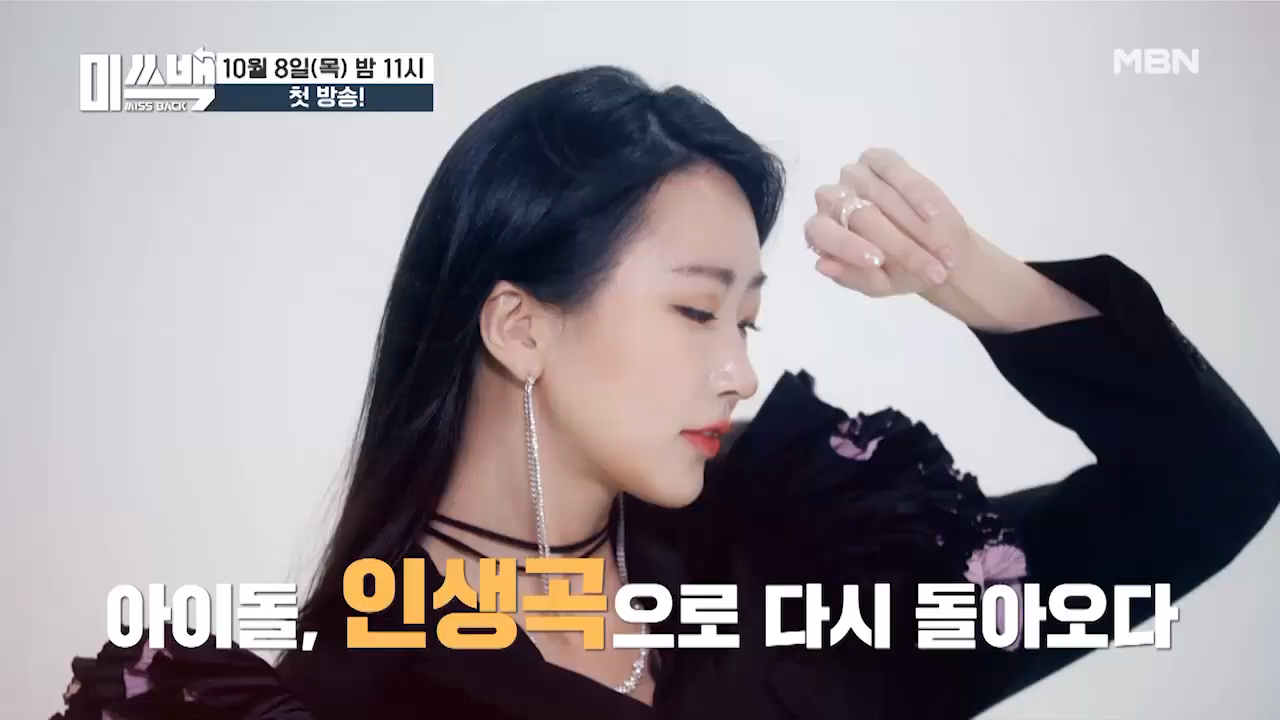 미쓰백
MISS BACK
10월 8일(목) 밤 11시
첫 방송!
MBN
아이돌, 인생곡으로 다시 돌아오다